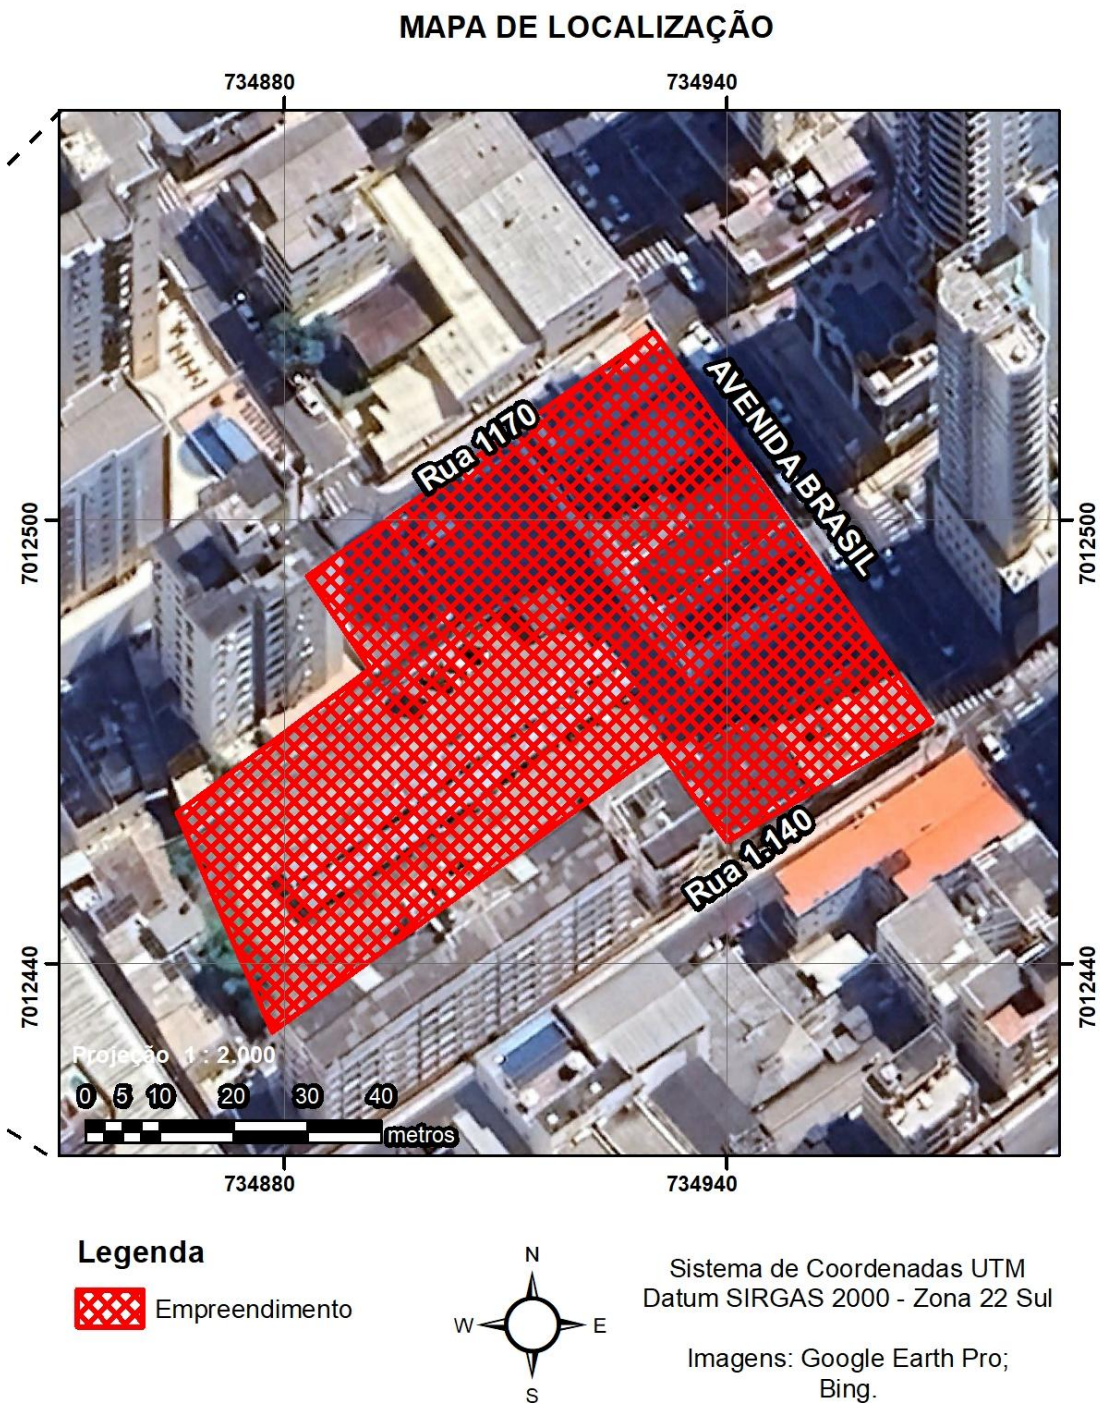 MAPA DE LOCALIZAÇÃO
734880
734940
Rua 1170
AVENIDA BRASIL
7012500
7012500
Rua 1.140
7012440
7012440
Projeção 1 : 2.000
0 5 10 20 30 40
metros
734880
734940
Legenda
Empreendimento
N
W
E
S
Sistema de Coordenadas UTM
Datum SIRGAS 2000 - Zona 22 Sul
Imagens: Google Earth Pro;
Bing.